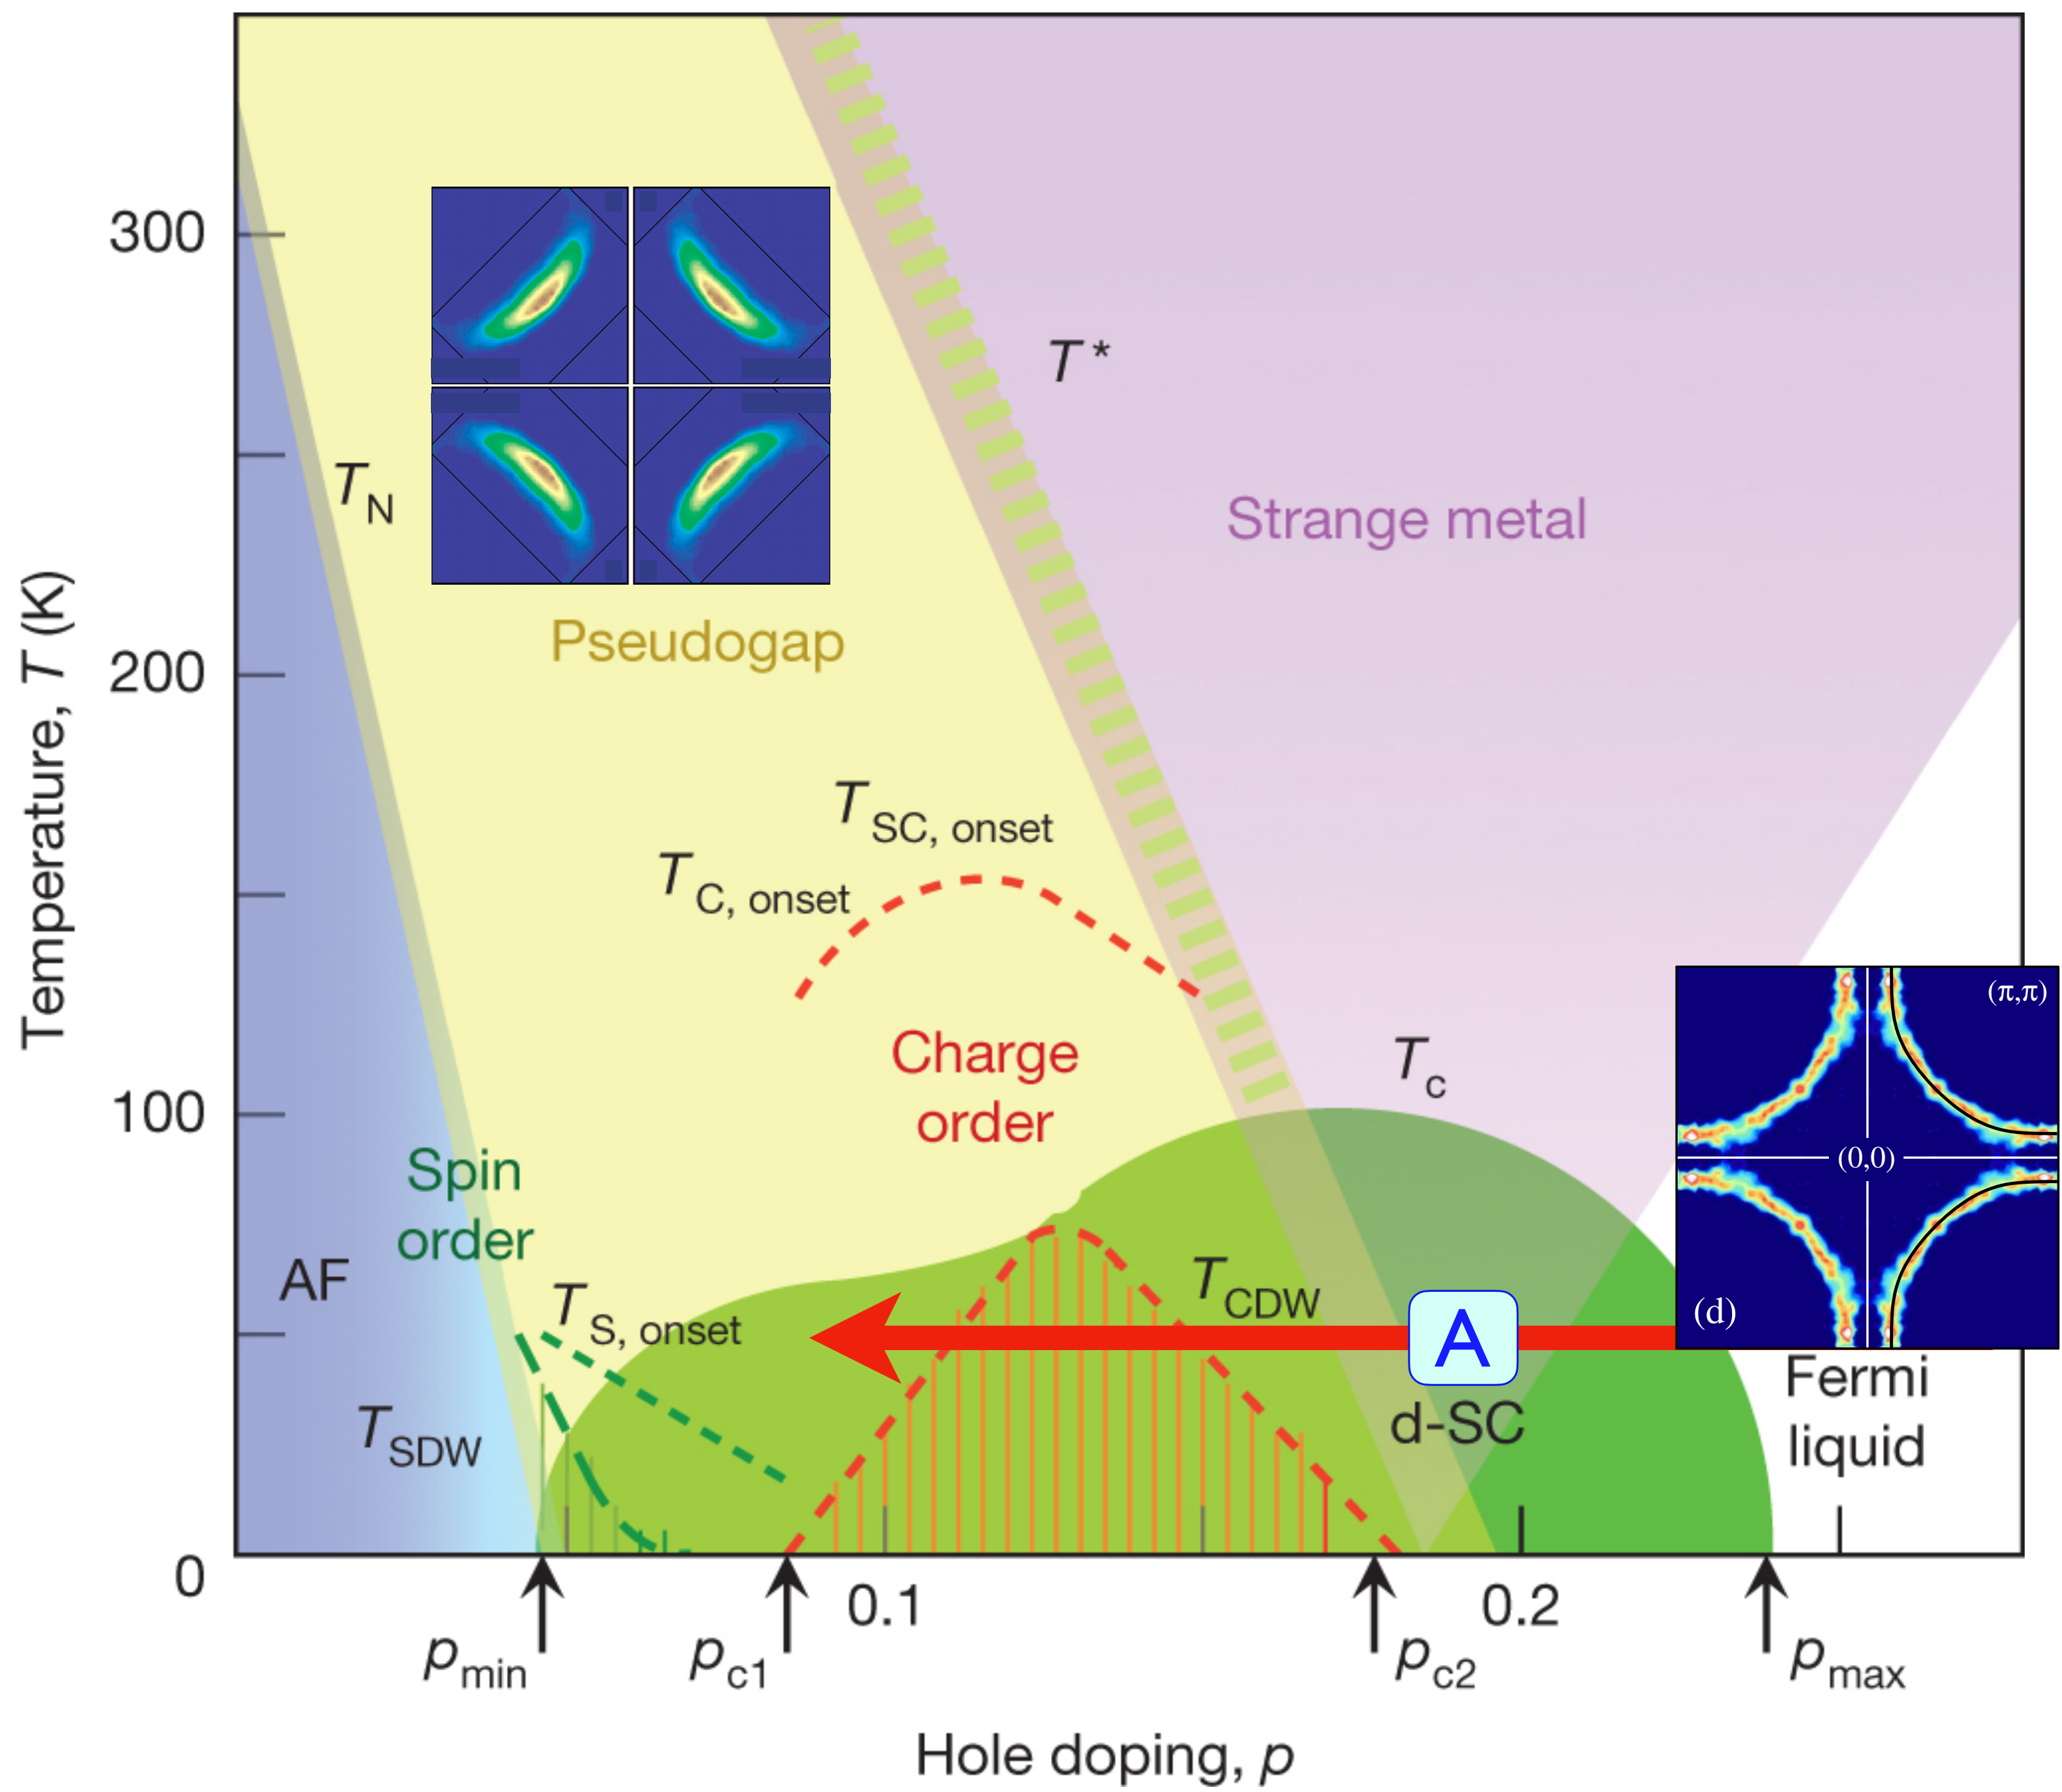 300
200
100
0
Temperature, T (K)
T_N
Pseudogap
T*
Strange metal
T_SC, onset
T_C, onset
Charge
order
T_c
Spin
order
AF
T_S, onset
T_SDW
T_CDW
A
d-SC
(π,π)
(0,0)
(d)
Fermi
liquid
0.1
0.2
p_min
p_c1
p_c2
p_max
Hole doping, p